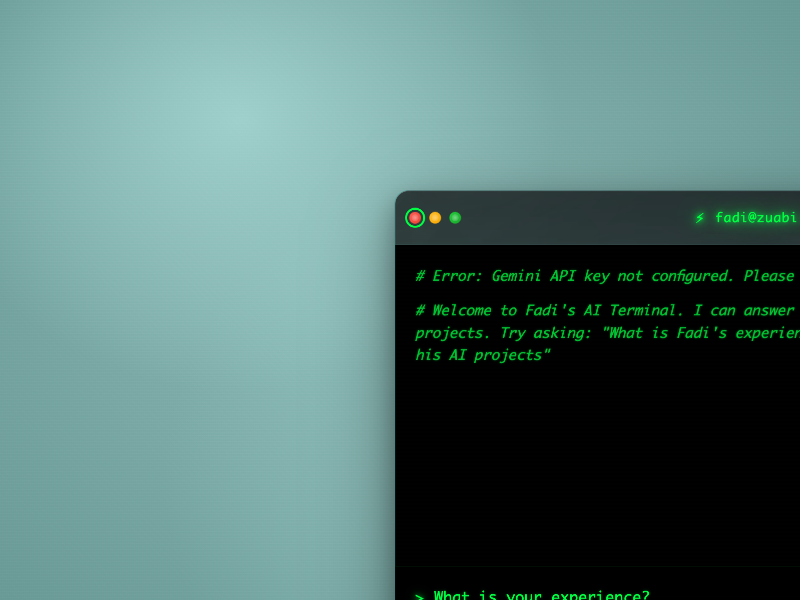 ⚡ fadi@zuabi
# Error: Gemini API key not configured. Please
# Welcome to Fadi's AI Terminal. I can answer
projects. Try asking: "What is Fadi's experien
his AI projects"
> What is your experience?